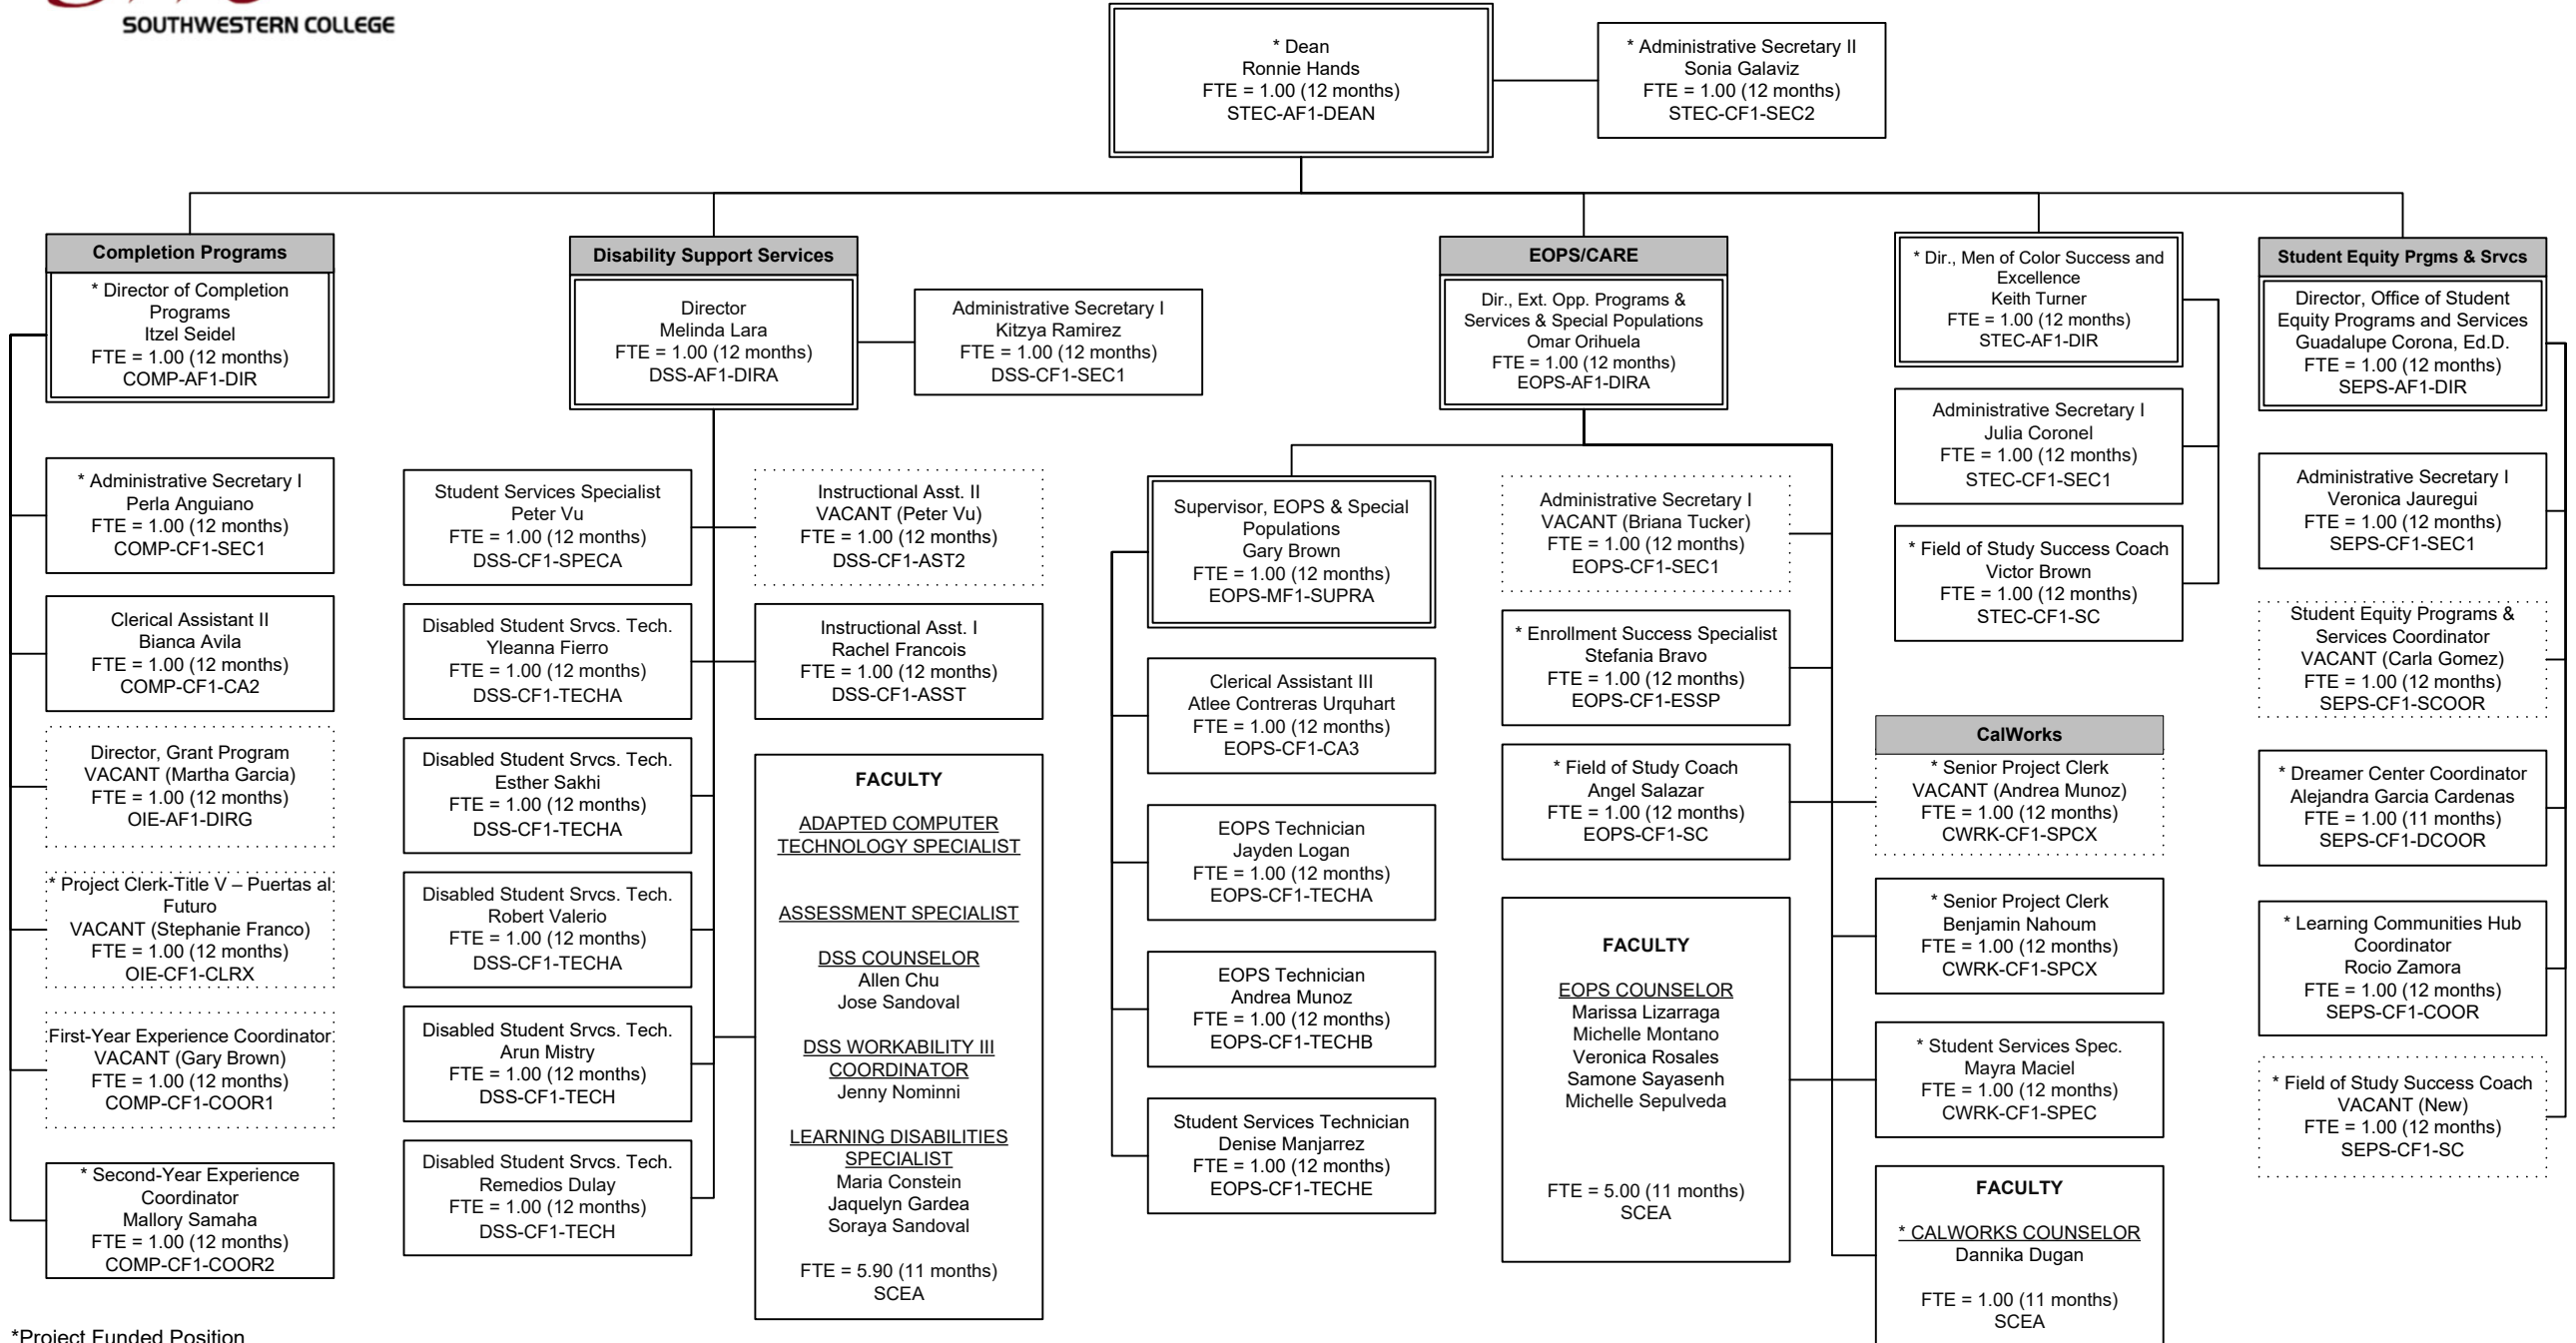 SOUTHWESTERN COLLEGE
* Dean
Ronnie Hands
FTE = 1.00 (12 months)
STEC-AF1-DEAN
* Administrative Secretary II
Sonia Galaviz
FTE = 1.00 (12 months)
STEC-CF1-SEC2
Completion Programs
* Director of Completion
Programs
Itzel Seidel
FTE = 1.00 (12 months)
COMP-AF1-DIR
* Administrative Secretary I
Perla Anguiano
FTE = 1.00 (12 months)
COMP-CF1-SEC1
Clerical Assistant II
Bianca Avila
FTE = 1.00 (12 months)
COMP-CF1-CA2
Director, Grant Program
VACANT (Martha Garcia)
FTE = 1.00 (12 months)
OIE-AF1-DIRG
* Project Clerk-Title V – Puertas al
Futuro
VACANT (Stephanie Franco)
FTE = 1.00 (12 months)
OIE-CF1-CLRX
First-Year Experience Coordinator
VACANT (Gary Brown)
FTE = 1.00 (12 months)
COMP-CF1-COOR1
* Second-Year Experience
Coordinator
Mallory Samaha
FTE = 1.00 (12 months)
COMP-CF1-COOR2
Disability Support Services
Director
Melinda Lara
FTE = 1.00 (12 months)
DSS-AF1-DIRA
Administrative Secretary I
Kitzya Ramirez
FTE = 1.00 (12 months)
DSS-CF1-SEC1
Student Services Specialist
Peter Vu
FTE = 1.00 (12 months)
DSS-CF1-SPECA
Disabled Student Srvcs. Tech.
Yleanna Fierro
FTE = 1.00 (12 months)
DSS-CF1-TECHA
Disabled Student Srvcs. Tech.
Esther Sakhi
FTE = 1.00 (12 months)
DSS-CF1-TECHA
Disabled Student Srvcs. Tech.
Robert Valerio
FTE = 1.00 (12 months)
DSS-CF1-TECHA
Disabled Student Srvcs. Tech.
Arun Mistry
FTE = 1.00 (12 months)
DSS-CF1-TECH
Disabled Student Srvcs. Tech.
Remedios Dulay
FTE = 1.00 (12 months)
DSS-CF1-TECH
Instructional Asst. II
VACANT (Peter Vu)
FTE = 1.00 (12 months)
DSS-CF1-AST2
Instructional Asst. I
Rachel Francois
FTE = 1.00 (12 months)
DSS-CF1-ASST
FACULTY
ADAPTED COMPUTER
TECHNOLOGY SPECIALIST
ASSESSMENT SPECIALIST
DSS COUNSELOR
Allen Chu
Jose Sandoval
DSS WORKABILITY III
COORDINATOR
Jenny Nominni
LEARNING DISABILITIES
SPECIALIST
Maria Constein
Jaquelyn Gardea
Soraya Sandoval
FTE = 5.90 (11 months)
SCEA
EOPS/CARE
Dir., Ext. Opp. Programs &
Services & Special Populations
Omar Orihuela
FTE = 1.00 (12 months)
EOPS-AF1-DIRA
Supervisor, EOPS & Special
Populations
Gary Brown
FTE = 1.00 (12 months)
EOPS-MF1-SUPRA
Clerical Assistant III
Atlee Contreras Urquhart
FTE = 1.00 (12 months)
EOPS-CF1-CA3
EOPS Technician
Jayden Logan
FTE = 1.00 (12 months)
EOPS-CF1-TECHA
EOPS Technician
Andrea Munoz
FTE = 1.00 (12 months)
EOPS-CF1-TECHB
Student Services Technician
Denise Manjarrez
FTE = 1.00 (12 months)
EOPS-CF1-TECHE
Administrative Secretary I
VACANT (Briana Tucker)
FTE = 1.00 (12 months)
EOPS-CF1-SEC1
* Enrollment Success Specialist
Stefania Bravo
FTE = 1.00 (12 months)
EOPS-CF1-ESSP
* Field of Study Coach
Angel Salazar
FTE = 1.00 (12 months)
EOPS-CF1-SC
FACULTY
EOPS COUNSELOR
Marissa Lizarraga
Michelle Montano
Veronica Rosales
Samone Sayasenh
Michelle Sepulveda
FTE = 5.00 (11 months)
SCEA
* Dir., Men of Color Success and
Excellence
Keith Turner
FTE = 1.00 (12 months)
STEC-AF1-DIR
Administrative Secretary I
Julia Coronel
FTE = 1.00 (12 months)
STEC-CF1-SEC1
* Field of Study Success Coach
Victor Brown
FTE = 1.00 (12 months)
STEC-CF1-SC
CalWorks
* Senior Project Clerk
VACANT (Andrea Munoz)
FTE = 1.00 (12 months)
CWRK-CF1-SPCX
* Senior Project Clerk
Benjamin Nahoum
FTE = 1.00 (12 months)
CWRK-CF1-SPCX
* Student Services Spec.
Mayra Maciel
FTE = 1.00 (12 months)
CWRK-CF1-SPEC
FACULTY
* CALWORKS COUNSELOR
Dannika Dugan
FTE = 1.00 (11 months)
SCEA
Student Equity Prgms & Srvcs
Director, Office of Student
Equity Programs and Services
Guadalupe Corona, Ed.D.
FTE = 1.00 (12 months)
SEPS-AF1-DIR
Administrative Secretary I
Veronica Jauregui
FTE = 1.00 (12 months)
SEPS-CF1-SEC1
Student Equity Programs &
Services Coordinator
VACANT (Carla Gomez)
FTE = 1.00 (12 months)
SEPS-CF1-SCOOR
* Dreamer Center Coordinator
Alejandra Garcia Cardenas
FTE = 1.00 (11 months)
SEPS-CF1-DCOOR
* Learning Communities Hub
Coordinator
Rocio Zamora
FTE = 1.00 (12 months)
SEPS-CF1-COOR
* Field of Study Success Coach
VACANT (New)
FTE = 1.00 (12 months)
SEPS-CF1-SC
*Project Funded Position